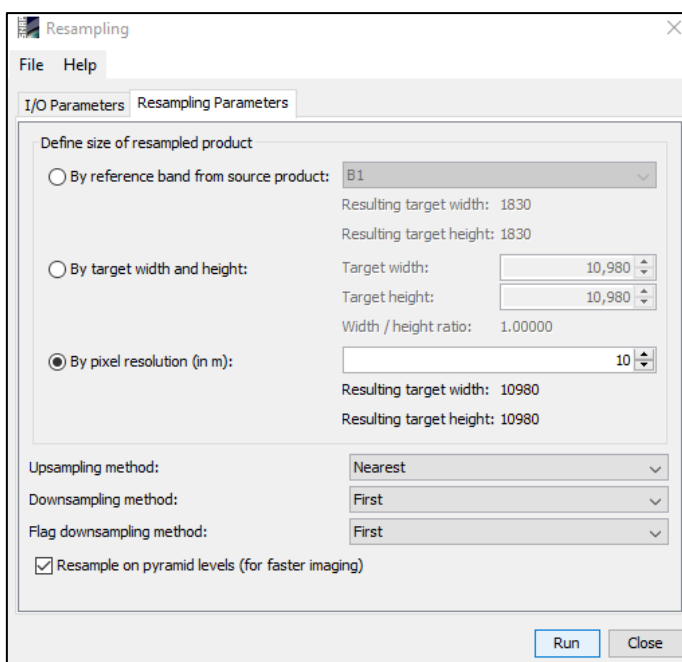 Resampling
File Help
I/O Parameters Resampling Parameters
Define size of resampled product
By reference band from source product: B1
Resulting target width: 1830
Resulting target height: 1830
By target width and height: Target width: 10,980
Target height: 10,980
Width / height ratio: 1.00000
By pixel resolution (in m): 10
Resulting target width: 10980
Resulting target height: 10980
Upsampling method: Nearest
Downsampling method: First
Flag downsampling method: First
Resample on pyramid levels (for faster imaging)
Run Close